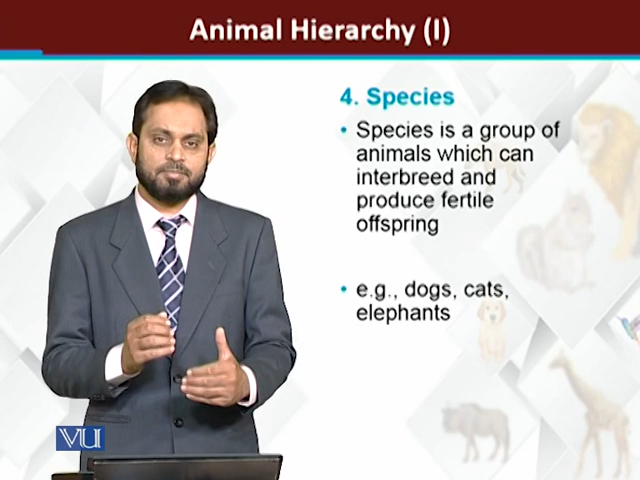 Animal Hierarchy (I)
4. Species
• Species is a group of
animals which can
interbreed and
produce fertile
offspring
• e.g., dogs, cats,
elephants
VU